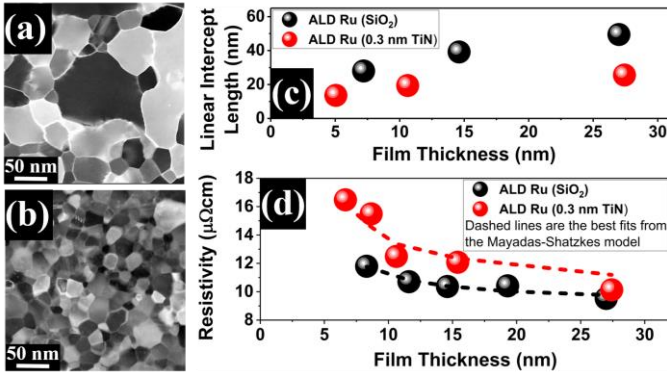 (a)
50 nm
(b)
50 nm
Linear Intercept
Length (nm)
60
40
20
0
ALD Ru (SiO₂)
ALD Ru (0.3 nm TiN)
(c)
0 5 10 15 20 25 30
Film Thickness (nm)
Resistivity (μΩcm)
18
16
14
12
10
8
(d)
ALD Ru (SiO₂)
ALD Ru (0.3 nm TiN)
Dashed lines are the best fits from
the Mayadas-Shatzkes model
0 5 10 15 20 25 30
Film Thickness (nm)